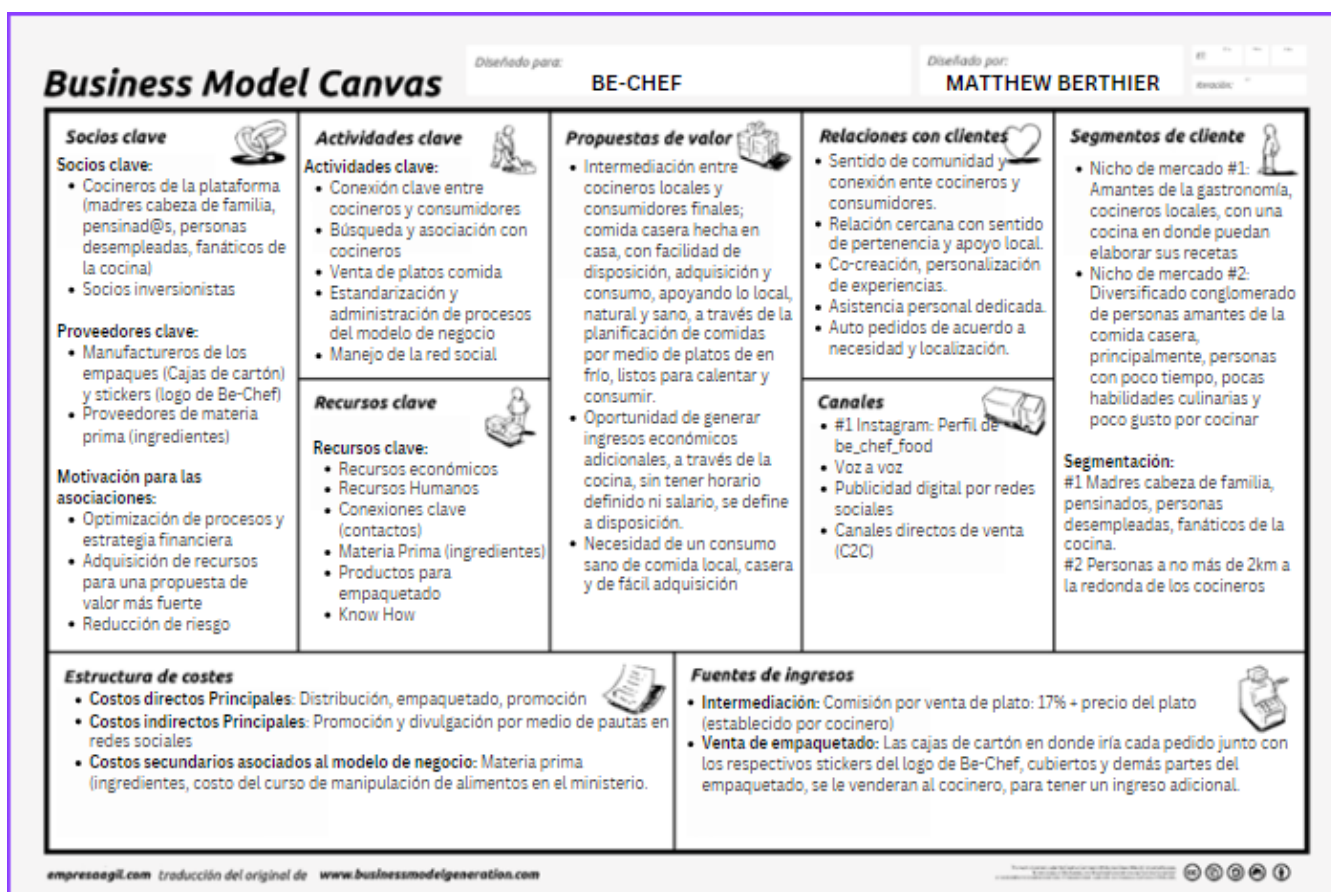 Business Model Canvas
Diseñado para:
BE-CHEF
Diseñado por:
MATTHEW BERTHIER
Iteración:
Socios clave
Socios clave:
• Cocineros de la plataforma
(madres cabeza de familia,
pensinad@s, personas
desempleadas, fanáticos de
la cocina)
• Socios inversionistas
Proveedores clave:
• Manufactureros de los
empaques (Cajas de cartón)
y stickers (logo de Be-Chef)
• Proveedores de materia
prima (ingredientes)
Motivación para las
asociaciones:
• Optimización de procesos y
estrategia financiera
• Adquisición de recursos
para una propuesta de
valor más fuerte
• Reducción de riesgo
Actividades clave
Actividades clave:
• Conexión clave entre
cocineros y consumidores
• Búsqueda y asociación con
cocineros
• Venta de platos comida
• Estandarización y
administración de procesos
del modelo de negocio
• Manejo de la red social
Recursos clave
Recursos clave:
• Recursos económicos
• Recursos Humanos
• Conexiones clave
(contactos)
• Materia Prima (ingredientes)
• Productos para
empaquetado
• Know How
Propuestas de valor
• Intermediación entre
cocineros locales y
consumidores finales;
comida casera hecha en
casa, con facilidad de
disposición, adquisición y
consumo, apoyando lo local,
natural y sano, a través de la
planificación de comidas
por medio de platos de en
frío, listos para calentar y
consumir.
• Oportunidad de generar
ingresos económicos
adicionales, a través de la
cocina, sin tener horario
definido ni salario, se define
a disposición.
• Necesidad de un consumo
sano de comida local, casera
y de fácil adquisición
Relaciones con clientes
• Sentido de comunidad y
conexión ente cocineros y
consumidores.
• Relación cercana con sentido
de pertenencia y apoyo local.
• Co-creación, personalización
de experiencias.
• Asistencia personal dedicada.
• Auto pedidos de acuerdo a
necesidad y localización.
Canales
• #1 Instagram: Perfil de
be_chef_food
• Voz a voz
• Publicidad digital por redes
sociales
• Canales directos de venta
(C2C)
Segmentos de cliente
• Nicho de mercado #1:
Amantes de la gastronomía,
cocineros locales, con una
cocina en donde puedan
elaborar sus recetas
• Nicho de mercado #2:
Diversificado conglomerado
de personas amantes de la
comida casera,
principalmente, personas
con poco tiempo, pocas
habilidades culinarias y
poco gusto por cocinar
Segmentación:
#1 Madres cabeza de familia,
pensinados, personas
desempleadas, fanáticos de la
cocina.
#2 Personas a no más de 2km a
la redonda de los cocineros
Estructura de costes
• Costos directos Principales: Distribución, empaquetado, promoción
• Costos indirectos Principales: Promoción y divulgación por medio de pautas en
redes sociales
• Costos secundarios asociados al modelo de negocio: Materia prima
(ingredientes, costo del curso de manipulación de alimentos en el ministerio.
Fuentes de ingresos
• Intermediación: Comisión por venta de plato: 17% + precio del plato
(establecido por cocinero)
• Venta de empaquetado: Las cajas de cartón en donde iría cada pedido junto con
los respectivos stickers del logo de Be-Chef, cubiertos y demás partes del
empaquetado, se le venderan al cocinero, para tener un ingreso adicional.
empresaagil.com traducción del original de www.businessmodelgeneration.com